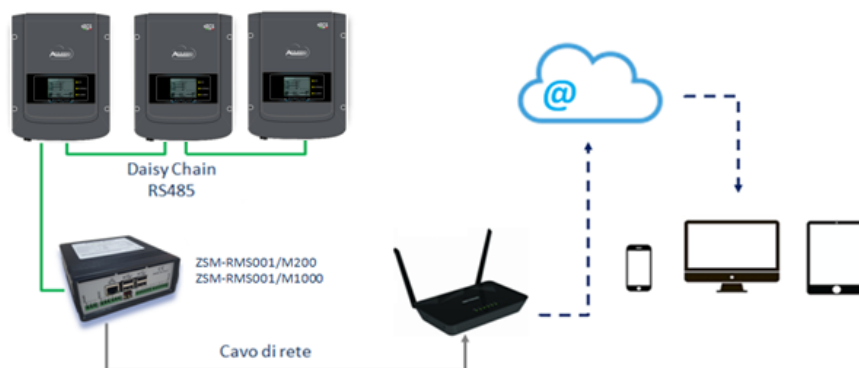 Daisy Chain
RS485
@
ZSM-RMS001/M200
ZSM-RMS001/M1000
Cavo di rete